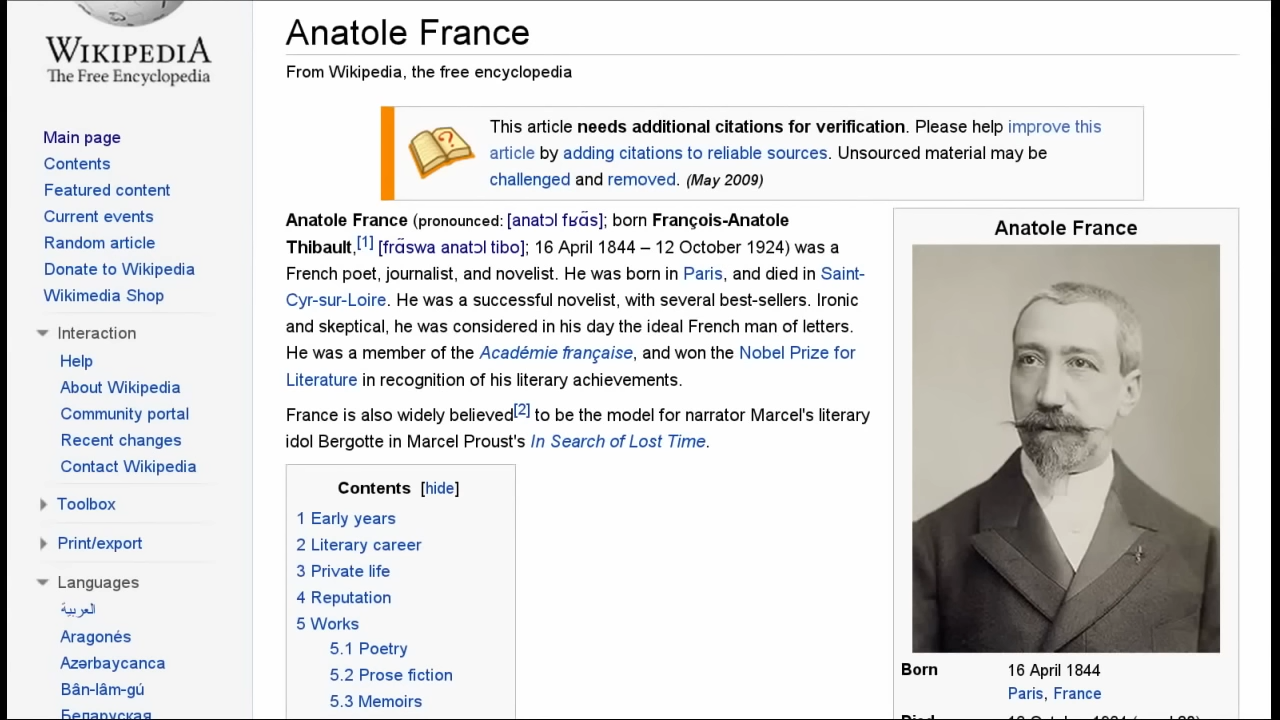 WIKIPEDIA
The Free Encyclopedia
Main page
Contents
Featured content
Current events
Random article
Donate to Wikipedia
Wikimedia Shop
Interaction
Help
About Wikipedia
Community portal
Recent changes
Contact Wikipedia
Toolbox
Print/export
Languages
العربية
Aragonés
Azərbaycanca
Bân-lâm-gú
Беларуская
Anatole France
From Wikipedia, the free encyclopedia
This article needs additional citations for verification. Please help improve this
article by adding citations to reliable sources. Unsourced material may be
challenged and removed. (May 2009)
Anatole France (pronounced: [anatɔl fʁɑ̃s]; born François-Anatole
Thibault,[1] [frɑ̃swa anatɔl tibo]; 16 April 1844 – 12 October 1924) was a
French poet, journalist, and novelist. He was born in Paris, and died in Saint-
Cyr-sur-Loire. He was a successful novelist, with several best-sellers. Ironic
and skeptical, he was considered in his day the ideal French man of letters.
He was a member of the Académie française, and won the Nobel Prize for
Literature in recognition of his literary achievements.
France is also widely believed[2] to be the model for narrator Marcel's literary
idol Bergotte in Marcel Proust's In Search of Lost Time.
Contents [hide]
1 Early years
2 Literary career
3 Private life
4 Reputation
5 Works
5.1 Poetry
5.2 Prose fiction
5.3 Memoirs
Anatole France
Born 16 April 1844
Paris, France